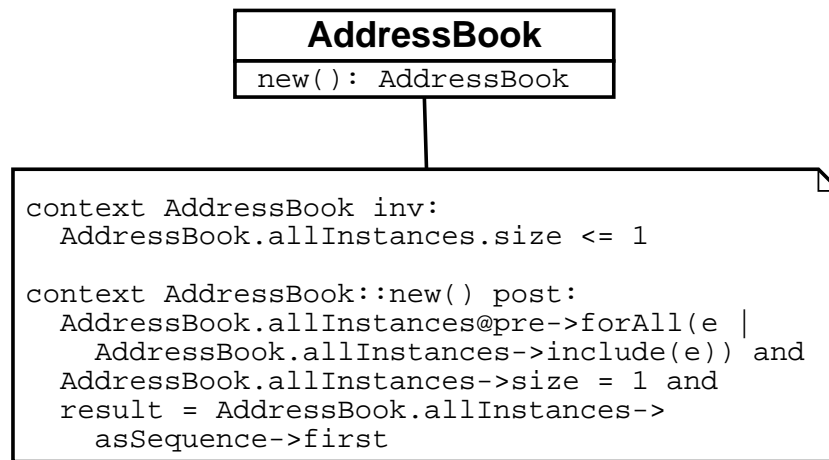 AddressBook
new(): AddressBook
context AddressBook inv:
  AddressBook.allInstances.size <= 1
context AddressBook::new() post:
  AddressBook.allInstances@pre->forAll(e |
    AddressBook.allInstances->include(e)) and
  AddressBook.allInstances->size = 1 and
  result = AddressBook.allInstances->
    asSequence->first